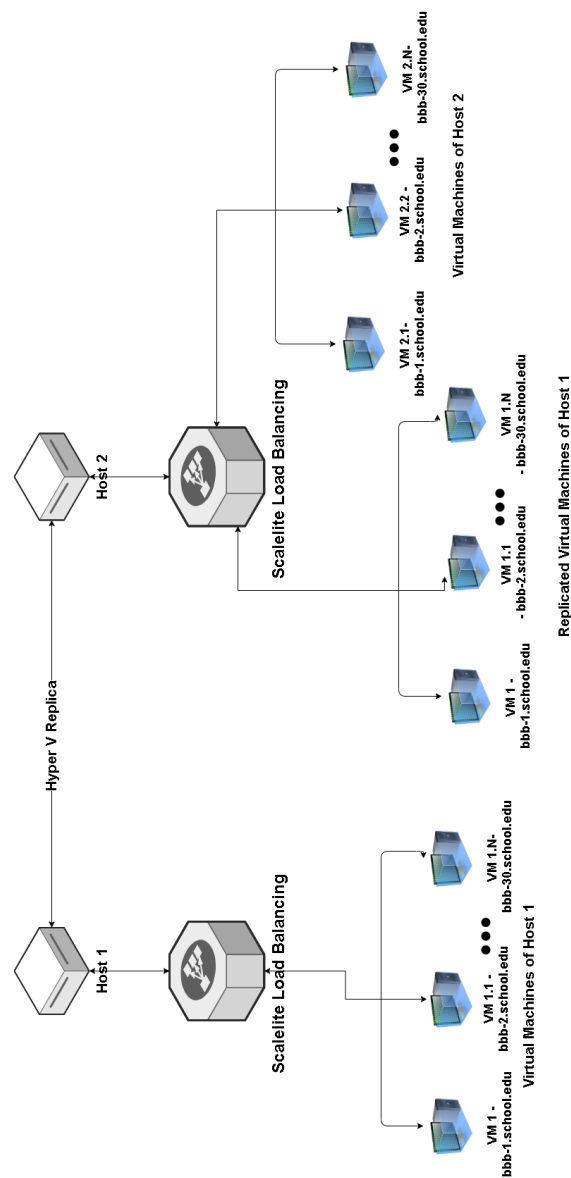 Hyper V Replica
Host 1
Host 2
Scalelite Load Balancing
Scalelite Load Balancing
VM 1 -
bbb-1.school.edu
VM 1.1 -
bbb-2.school.edu
VM 1.N-
bbb-30.school.edu
Virtual Machines of Host 1
VM 1 -
bbb-1.school.edu
VM 1.1
- bbb-2.school.edu
VM 1.N
- bbb-30.school.edu
Replicated Virtual Machines of Host 1
VM 2.1-
bbb-1.school.edu
VM 2.2 -
bbb-2.school.edu
VM 2.N-
bbb-30.school.edu
Virtual Machines of Host 2